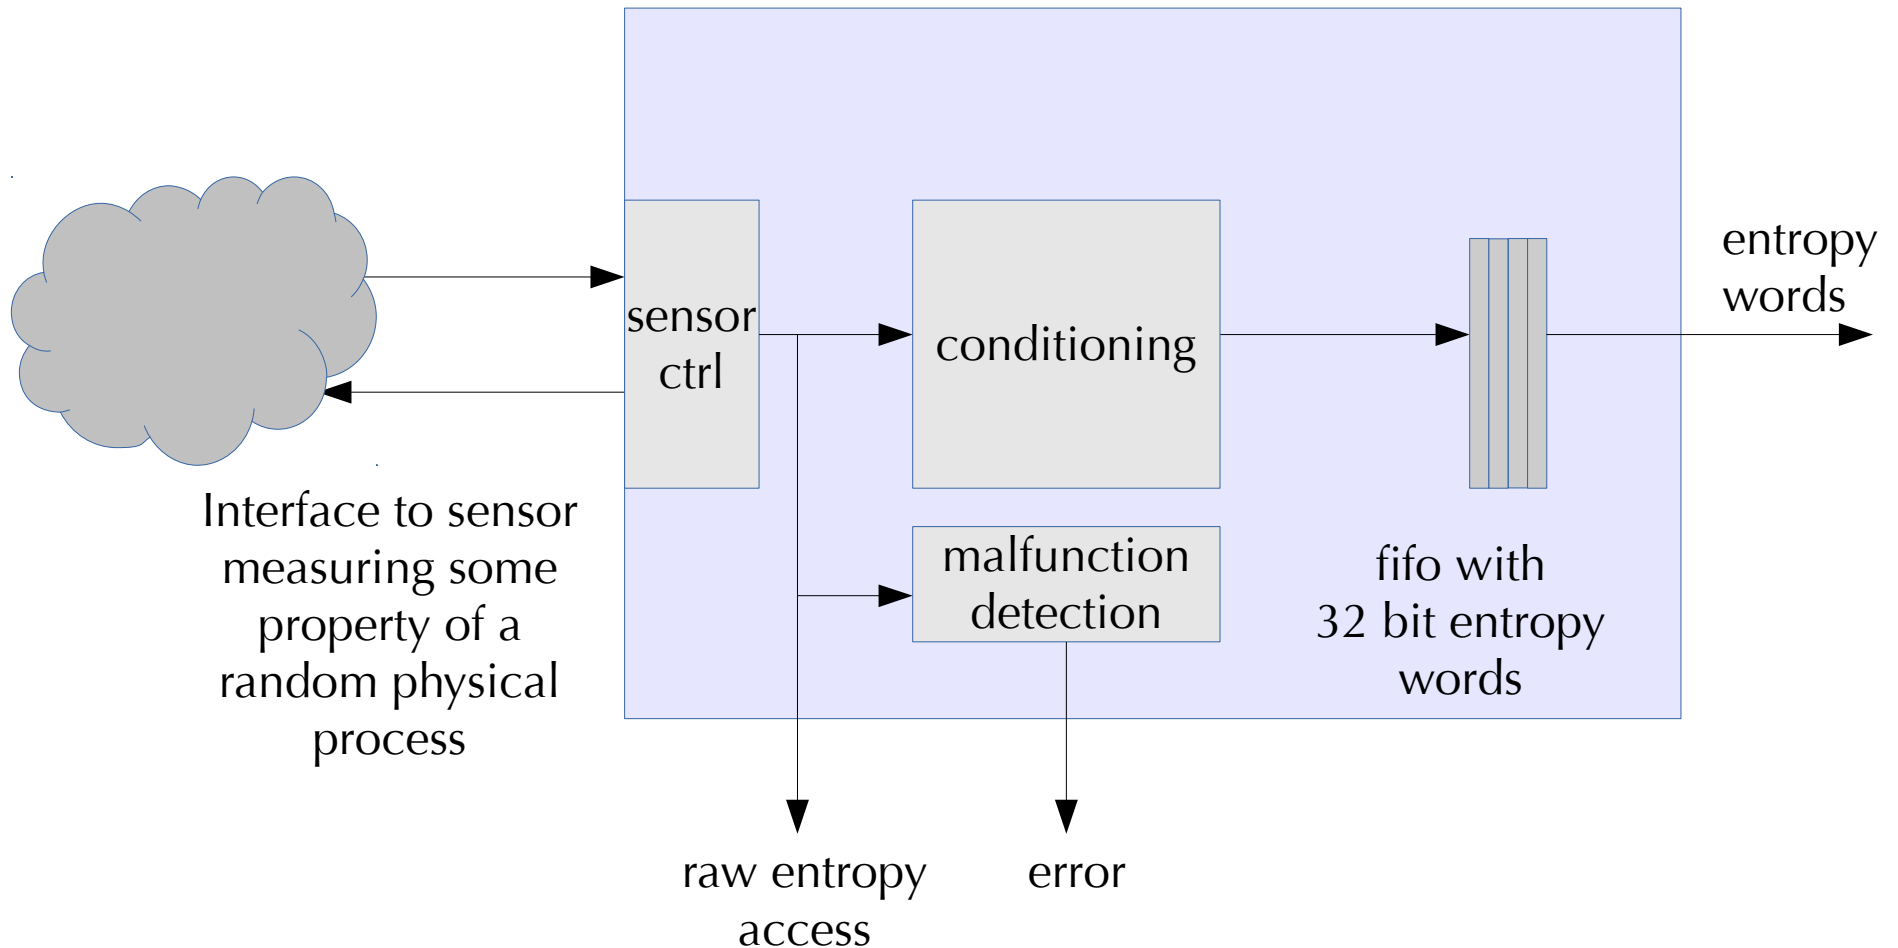 entropy
words
sensor
ctrl
conditioning
Interface to sensor
measuring some
property of a
random physical
process
malfunction
detection
fifo with
32 bit entropy
words
raw entropy
access
error